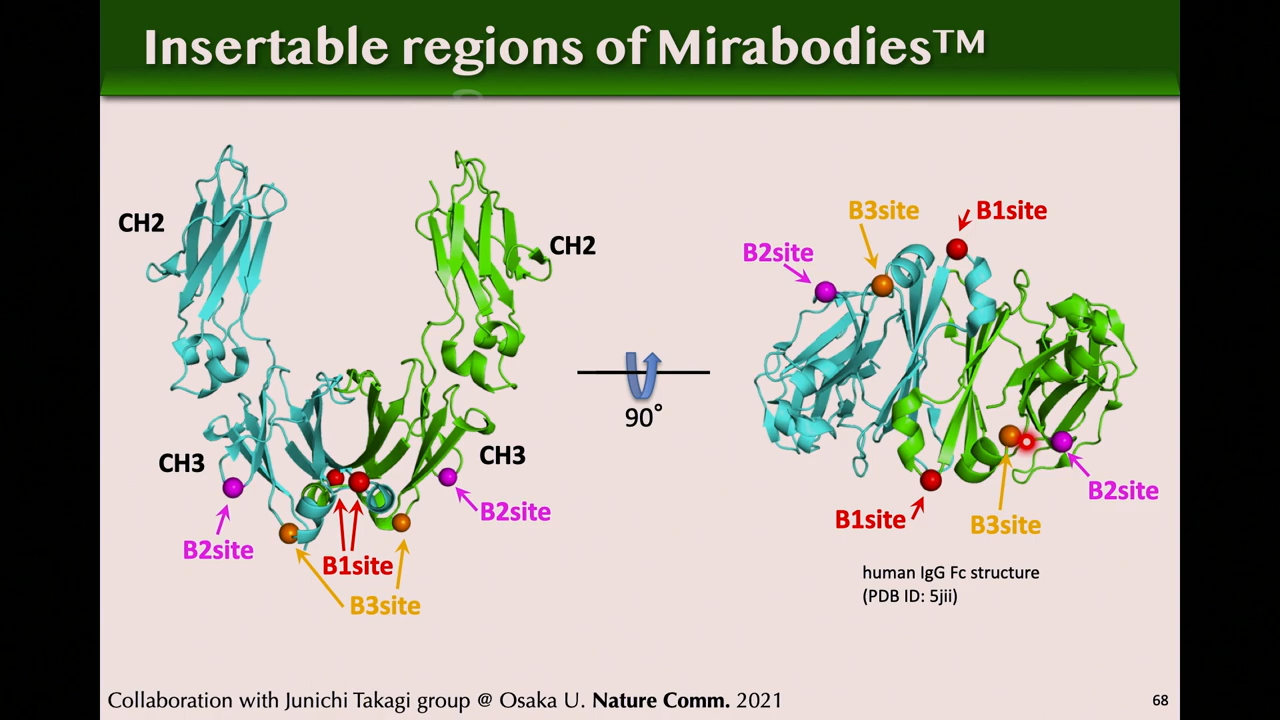 Insertable regions of Mirabodies™
CH2
CH2
CH3
CH3
B2site
B2site
B1site
B3site
90°
B3site
B1site
B2site
B2site
B1site
B3site
human IgG Fc structure
(PDB ID: 5jii)
Collaboration with Junichi Takagi group @ Osaka U. Nature Comm. 2021
68